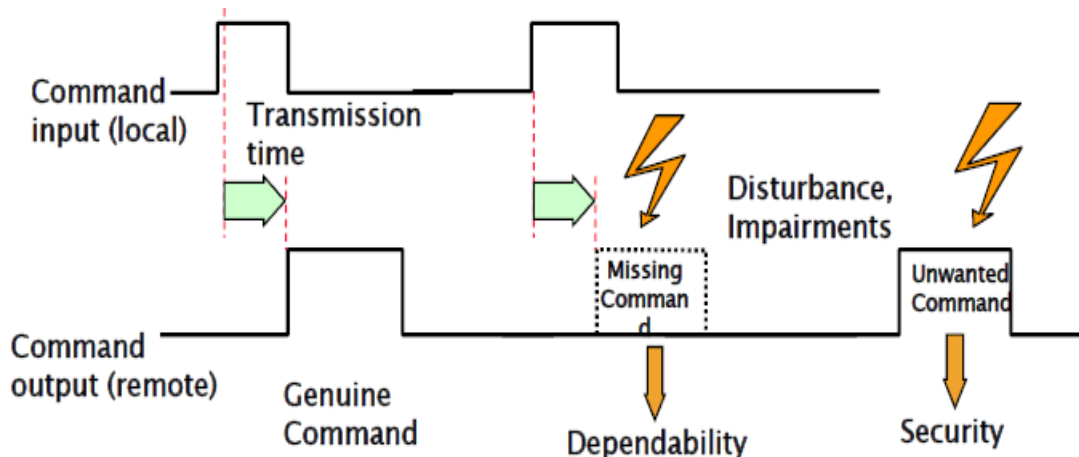 Command
input (local)
Transmission
time
Disturbance,
Impairments
Missing
Comman
d
Unwanted
Command
Command
output (remote)
Genuine
Command
Dependability
Security